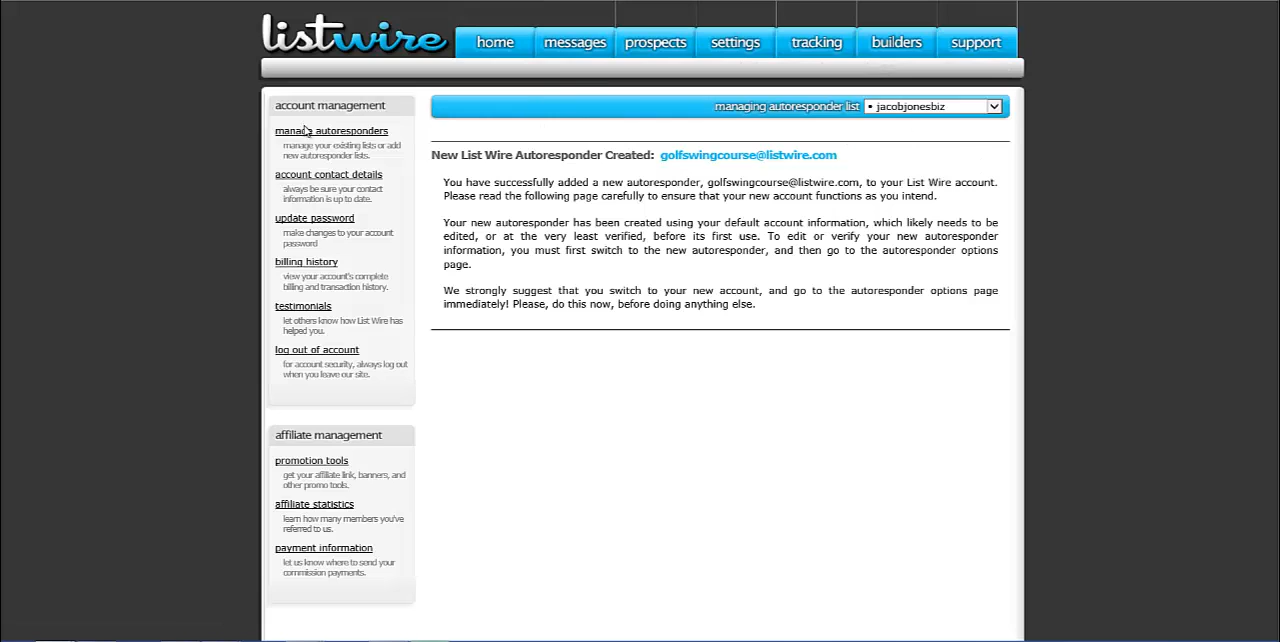 listwire
home messages prospects settings tracking builders support
account management
manage autoresponders
manage your existing lists or add
new autoresponder lists.
account contact details
always be sure your contact
information is up to date.
update password
make changes to your account
password
billing history
view your account's complete
billing and transaction history.
testimonials
let others know how List Wire has
helped you.
log out of account
for account security, always log out
when you leave our site.
affiliate management
promotion tools
get your affiliate link, banners, and
other promo tools.
affiliate statistics
learn how many members you've
referred to us.
payment information
let us know where to send your
commission payments.
managing autoresponder list • jacobjonesbiz
New List Wire Autoresponder Created: golfswingcourse@listwire.com
You have successfully added a new autoresponder, golfswingcourse@listwire.com, to your List Wire account.
Please read the following page carefully to ensure that your new account functions as you intend.
Your new autoresponder has been created using your default account information, which likely needs to be
edited, or at the very least verified, before its first use. To edit or verify your new autoresponder
information, you must first switch to the new autoresponder, and then go to the autoresponder options
page.
We strongly suggest that you switch to your new account, and go to the autoresponder options page
immediately! Please, do this now, before doing anything else.